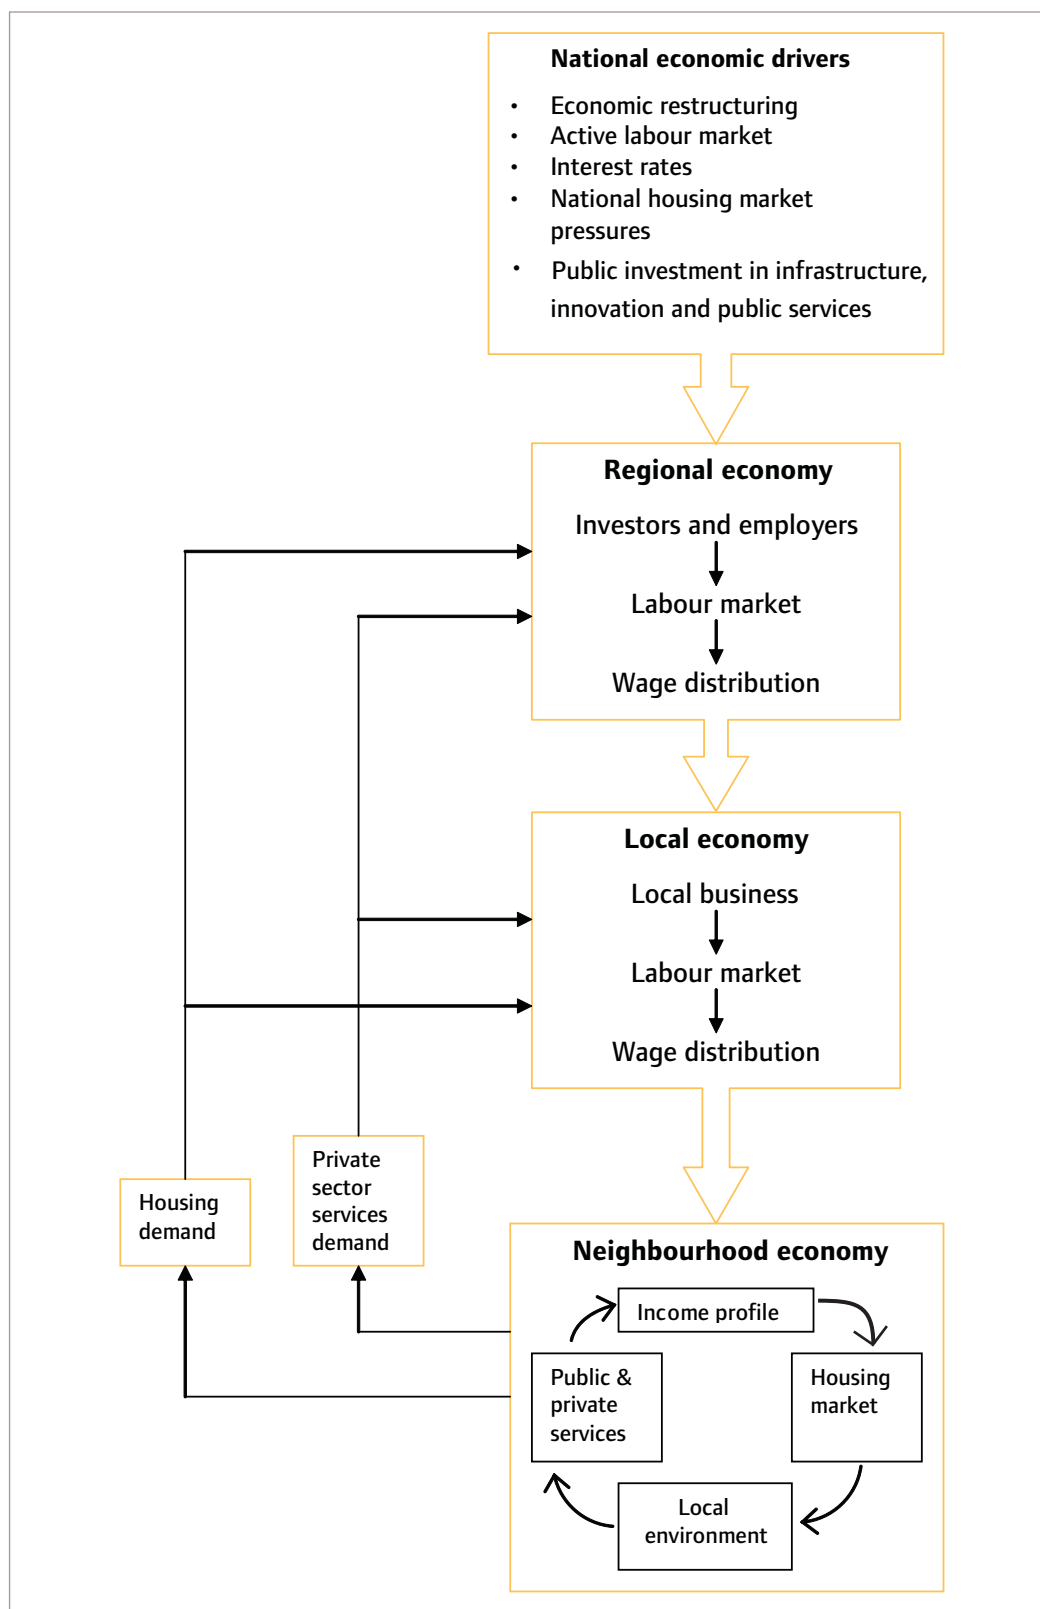 National economic drivers
• Economic restructuring
• Active labour market
• Interest rates
• National housing market
pressures
• Public investment in infrastructure,
innovation and public services
Regional economy
Investors and employers
Labour market
Wage distribution
Local economy
Local business
Labour market
Wage distribution
Housing
demand
Private
sector
services
demand
Neighbourhood economy
Income profile
Public &
private
services
Housing
market
Local
environment